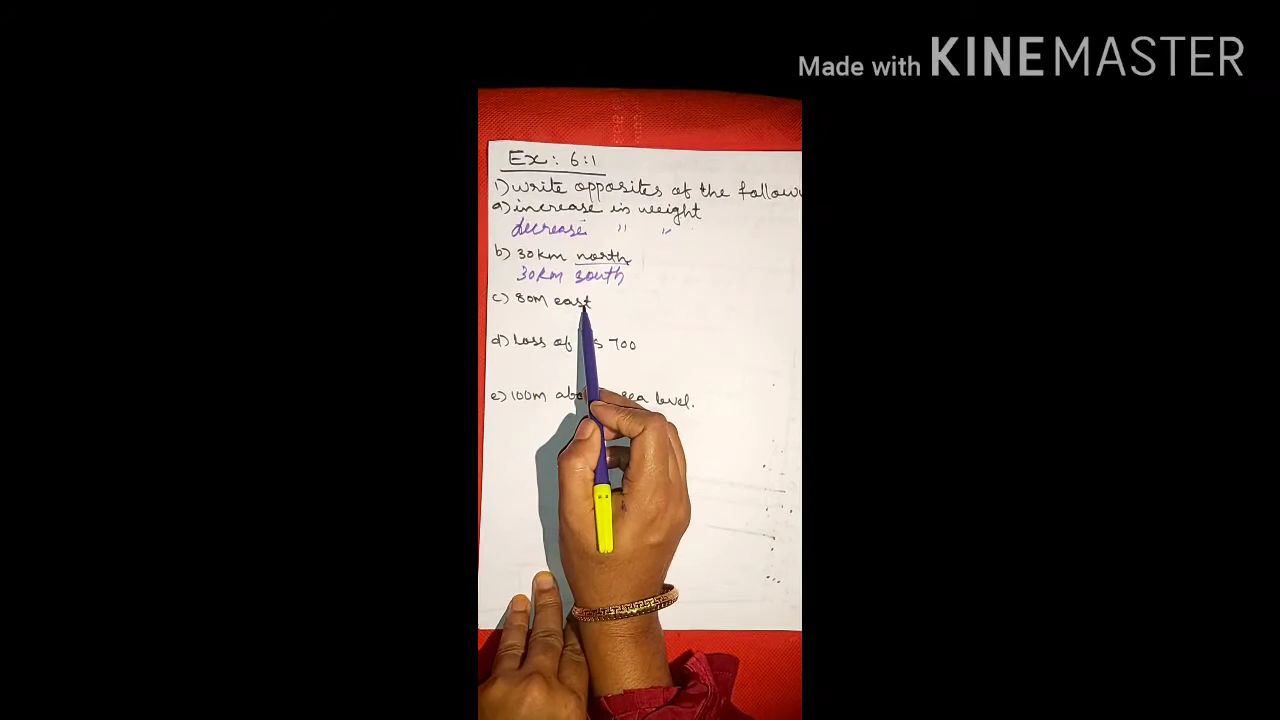 Made with KINEMASTER
Ex: 6:1
1) write opposites of the
a) increase in weight
decrease " "
b) 30km north
30km south
c) 80M east
d) Loss of 700
e) 100m sea level.